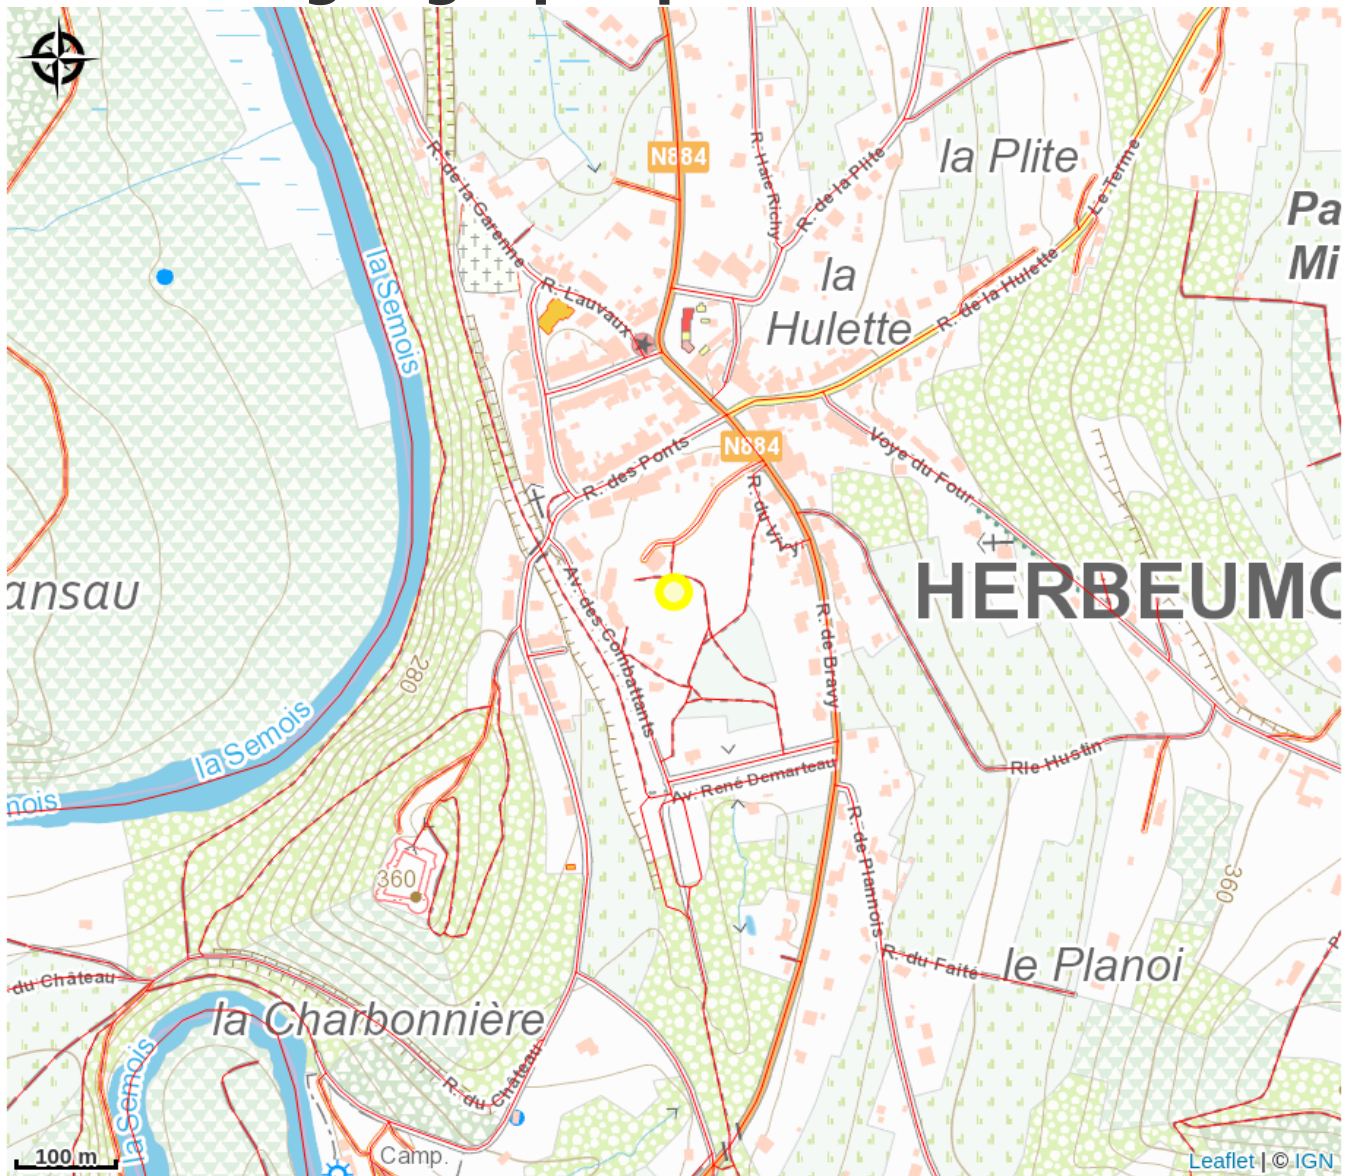 N884
R. Haie Richy
R. de la Plite
la Plite
Le Terme
R. de la Garenne
Pa
Mi
la Semois
R. Lauvaux
la
Hulette
R. de la Hulette
N884
R. des Ponts
Voye du Four
R. du Vivy
ansau
HERBEUMO
Av. des Combattants
R. de Bravy
280
la Semois
Rle Hustin
Av. René Demarteau
nois
R. de Plannois
360
360
R. du Faité
le Planoi
du Château
la Charbonnière
la Semois
R. du Château
Camp.
100 m
Leaflet | © IGN